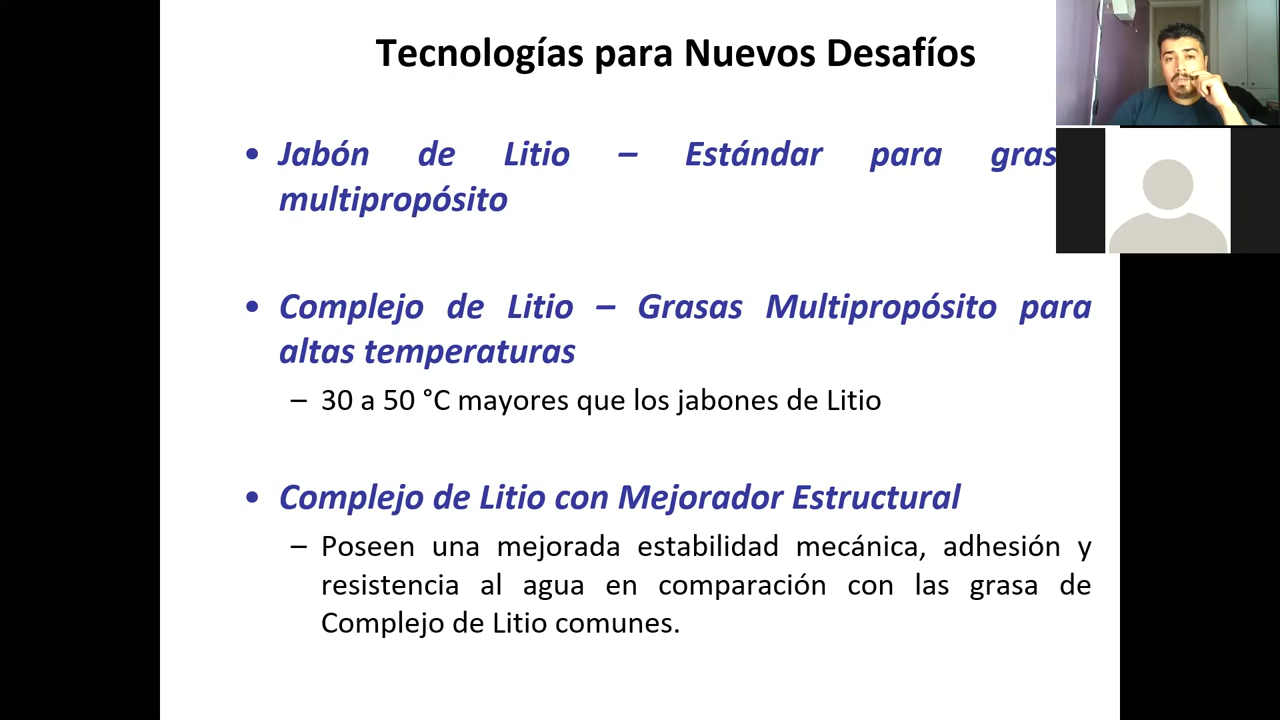 Tecnologías para Nuevos Desafíos
• Jabón de Litio – Estándar para
multipropósito
• Complejo de Litio – Grasas Multipropósito para
altas temperaturas
– 30 a 50 °C mayores que los jabones de Litio
• Complejo de Litio con Mejorador Estructural
– Poseen una mejorada estabilidad mecánica, adhesión y
resistencia al agua en comparación con las grasa de
Complejo de Litio comunes.